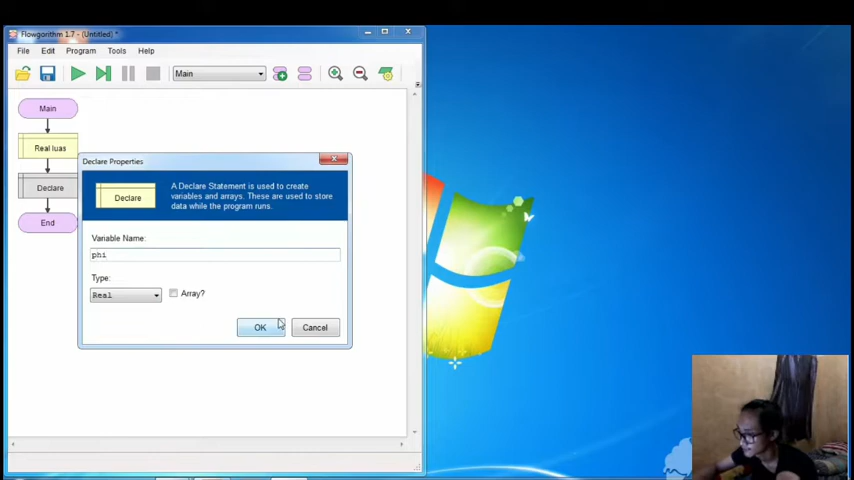 Flowgorithm 1.7 - (Untitled) *
File Edit Program Tools Help
Main
Main
Real luas
Declare
End
Declare Properties
Declare
A Declare Statement is used to create
variables and arrays. These are used to store
data while the program runs.
Variable Name:
phi
Type:
Real
Array?
OK
Cancel